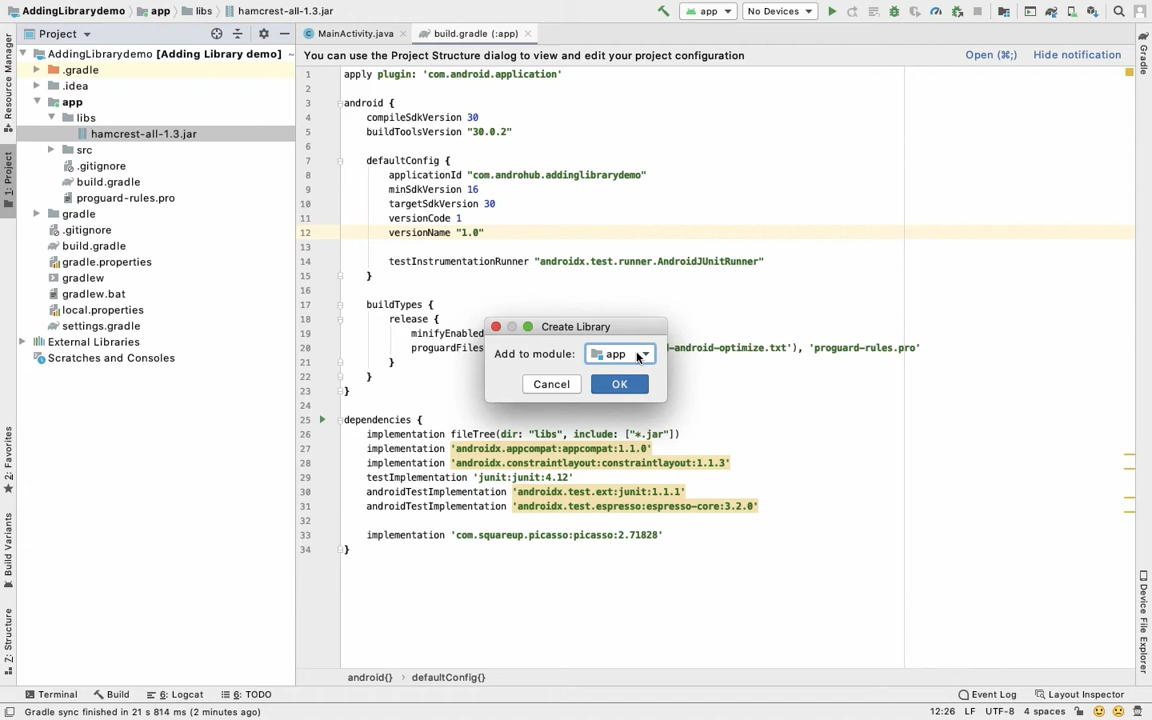 AddingLibrarydemo app libs hamcrest-all-1.3.jar app No Devices
Project MainActivity.java build.gradle (:app)
You can use the Project Structure dialog to view and edit your project configuration Open (⌘;) Hide notification
Resource Manager
1: Project
2: Favorites
Build Variants
7: Structure
AddingLibrarydemo [Adding Library demo] ~
.gradle
.idea
app
libs
hamcrest-all-1.3.jar
src
.gitignore
build.gradle
proguard-rules.pro
gradle
.gitignore
build.gradle
gradle.properties
gradlew
gradlew.bat
local.properties
settings.gradle
External Libraries
Scratches and Consoles
1 apply plugin: 'com.android.application'
2
3 android {
4 compileSdkVersion 30
5 buildToolsVersion "30.0.2"
6
7 defaultConfig {
8 applicationId "com.androhub.addinglibrarydemo"
9 minSdkVersion 16
10 targetSdkVersion 30
11 versionCode 1
12 versionName "1.0"
13
14 testInstrumentationRunner "androidx.test.runner.AndroidJUnitRunner"
15 }
16
17 buildTypes {
18 release {
19 minifyEnabled
20 proguardFiles -android-optimize.txt'), 'proguard-rules.pro'
21 }
22 }
23 }
24
25 dependencies {
26 implementation fileTree(dir: "libs", include: ["*.jar"])
27 implementation 'androidx.appcompat:appcompat:1.1.0'
28 implementation 'androidx.constraintlayout:constraintlayout:1.1.3'
29 testImplementation 'junit:junit:4.12'
30 androidTestImplementation 'androidx.test.ext:junit:1.1.1'
31 androidTestImplementation 'androidx.test.espresso:espresso-core:3.2.0'
32
33 implementation 'com.squareup.picasso:picasso:2.71828'
34 }
Create Library
Add to module: app
Cancel OK
Gradle
Device File Explorer
android{} defaultConfig{}
Terminal Build 6: Logcat 6: TODO Event Log Layout Inspector
Gradle sync finished in 21 s 814 ms (2 minutes ago) 12:26 LF UTF-8 4 spaces